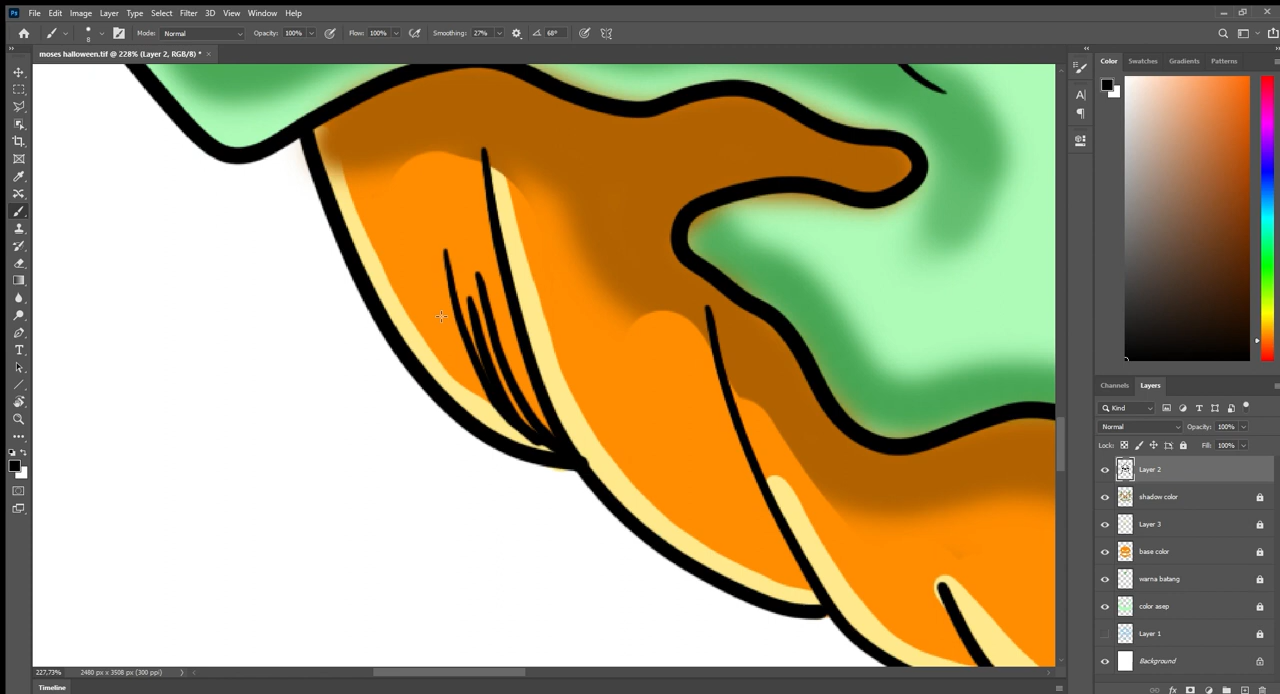 Ps File Edit Image Layer Type Select Filter 3D View Window Help
8 Mode: Normal Opacity: 100% Flow: 100% Smoothing: 27% 68°
moses halloween.tif @ 228% (Layer 2, RGB/8) * ×
Color Swatches Gradients Patterns
Channels Layers
Kind
Normal Opacity: 100%
Lock: Fill: 100%
Layer 2
shadow color
Layer 3
base color
warna batang
color asep
Layer 1
Background
227,73% 2480 px x 3508 px (300 ppi)
Timeline